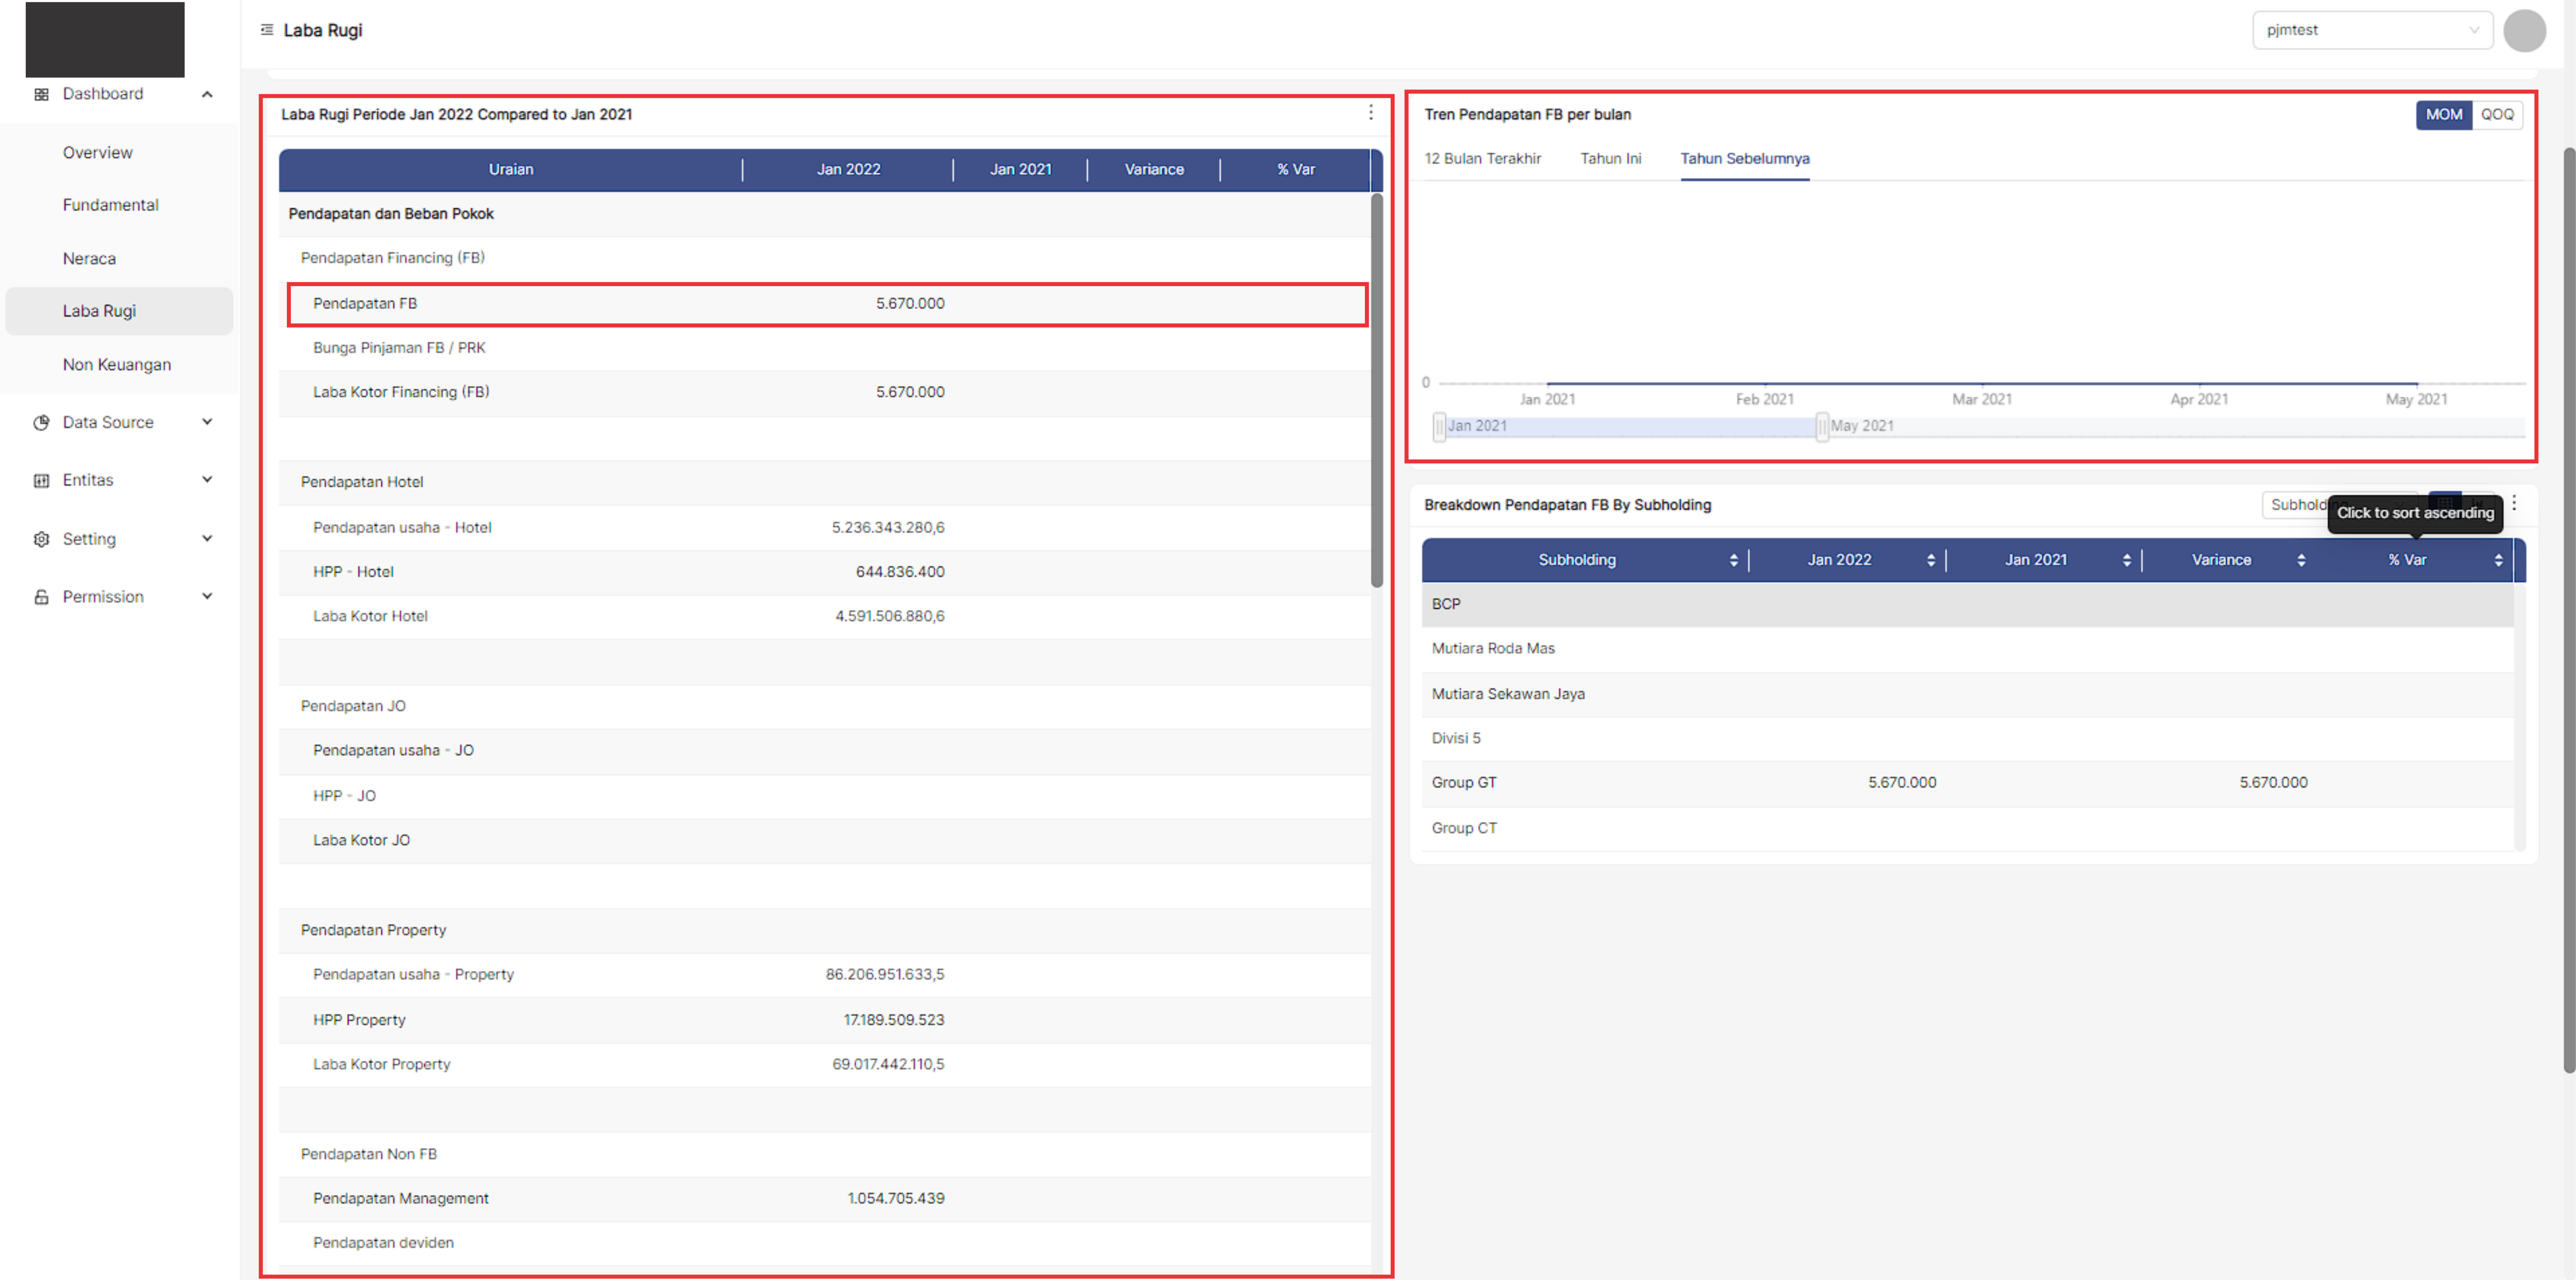 Laba Rugi
pjmtest
Dashboard
Overview
Fundamental
Neraca
Laba Rugi
Non Keuangan
Data Source
Entitas
Setting
Permission
Laba Rugi Periode Jan 2022 Compared to Jan 2021
Uraian Jan 2022 Jan 2021 Variance % Var
Pendapatan dan Beban Pokok
Pendapatan Financing (FB)
Pendapatan FB 5.670.000
Bunga Pinjaman FB / PRK
Laba Kotor Financing (FB) 5.670.000
Pendapatan Hotel
Pendapatan usaha - Hotel 5.236.343.280,6
HPP - Hotel 644.836.400
Laba Kotor Hotel 4.591.506.880,6
Pendapatan JO
Pendapatan usaha - JO
HPP - JO
Laba Kotor JO
Pendapatan Property
Pendapatan usaha - Property 86.206.951.633,5
HPP Property 17.189.509.523
Laba Kotor Property 69.017.442.110,5
Pendapatan Non FB
Pendapatan Management 1.054.705.439
Pendapatan deviden
Tren Pendapatan FB per bulan
MOM QOQ
12 Bulan Terakhir Tahun Ini Tahun Sebelumnya
0
Jan 2021 Feb 2021 Mar 2021 Apr 2021 May 2021
Jan 2021 May 2021
Breakdown Pendapatan FB By Subholding
Click to sort ascending
Subholding Jan 2022 Jan 2021 Variance % Var
BCP
Mutiara Roda Mas
Mutiara Sekawan Jaya
Divisi 5
Group GT 5.670.000 5.670.000
Group CT